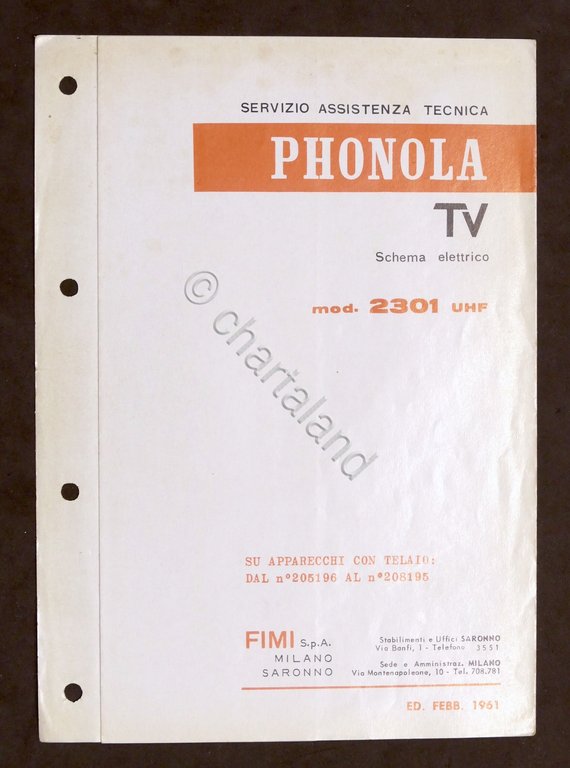 SERVIZIO ASSISTENZA TECNICA
PHONOLA
TV
Schema elettrico
mod. 2301 UHF
© chartaland
SU APPARECCHI CON TELAIO:
DAL n°205196 AL n°208195
FIMI S.p.A.
MILANO
SARONNO
Stabilimenti e Uffici SARONNO
Via Banfi, 1 - Telefono 3551
Sede e Amministraz. MILANO
Via Montenapoleone, 10 - Tel. 708.781
ED. FEBB. 1961